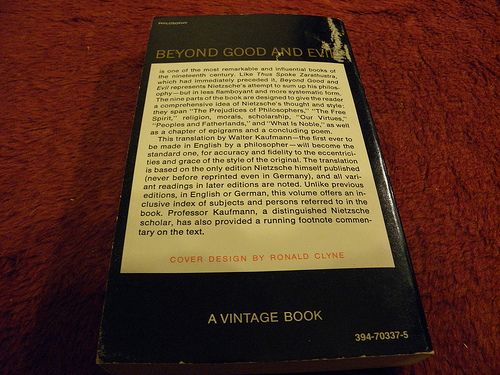 PHILOSOPHY
BEYOND GOOD AND EVIL
is one of the most remarkable and influential books of
the nineteenth century. Like Thus Spoke Zarathustra,
which had immediately preceded it, Beyond Good and
Evil represents Nietzsche's attempt to sum up his philos-
ophy—but in less flamboyant and more systematic form.
The nine parts of the book are designed to give the reader
a comprehensive idea of Nietzsche's thought and style:
they span "The Prejudices of Philosophers," "The Free
Spirit," religion, morals, scholarship, "Our Virtues,"
"Peoples and Fatherlands," and "What Is Noble," as well
as a chapter of epigrams and a concluding poem.
This translation by Walter Kaufmann—the first ever to
be made in English by a philosopher—will become the
standard one, for accuracy and fidelity to the eccentrici-
ties and grace of the style of the original. The translation
is based on the only edition Nietzsche himself published
(never before reprinted even in Germany), and all vari-
ant readings in later editions are noted. Unlike previous
editions, in English or German, this volume offers an in-
clusive index of subjects and persons referred to in the
book. Professor Kaufmann, a distinguished Nietzsche
scholar, has also provided a running footnote commen-
tary on the text.
COVER DESIGN BY RONALD CLYNE
A VINTAGE BOOK
394-70337-5